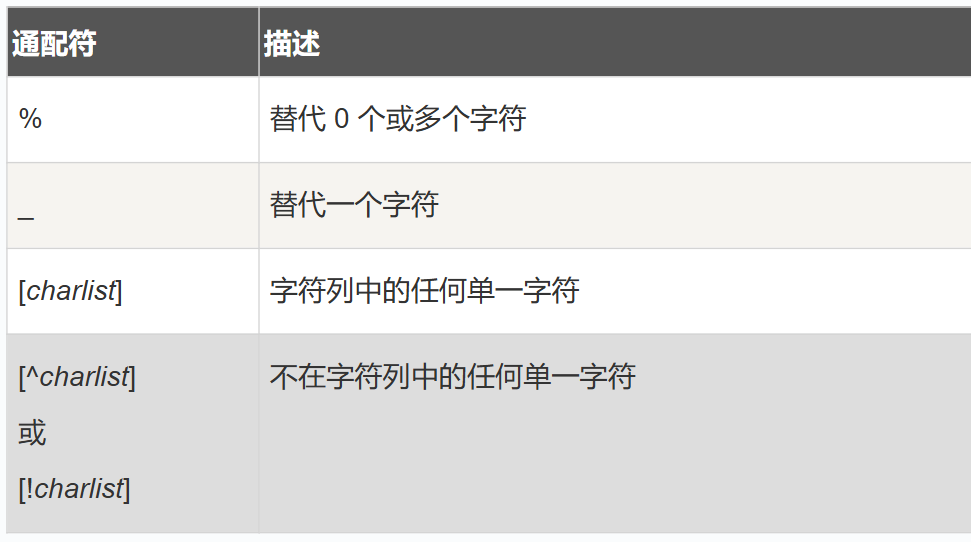 通配符 描述
% 替代 0 个或多个字符
_ 替代一个字符
[charlist] 字符列中的任何单一字符
[^charlist] 不在字符列中的任何单一字符
或
[!charlist]